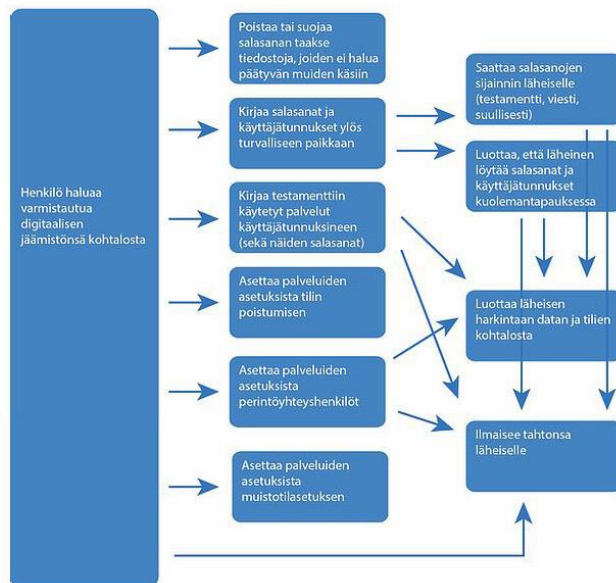 Henkilö haluaa
varmistautua
digitaalisen
jäämistönsä kohtalosta
Poistaa tai suojaa
salasanan taakse
tiedostoja, joiden ei halua
päätyvän muiden käsiin
Kirjaa salasanat ja
käyttäjätunnukset ylös
turvalliseen paikkaan
Kirjaa testamenttiin
käytetyt palvelut
käyttäjätunnuksineen
(sekä näiden salasanat)
Asettaa palveluiden
asetuksista tilin
poistumisen
Asettaa palveluiden
asetuksista
perintöyhteyshenkilöt
Asettaa palveluiden
asetuksista
muistotilasetuksen
Saattaa salasanojen
sijainnin läheiselle
(testamentti, viesti,
suullisesti)
Luottaa, että läheinen
löytää salasanat ja
käyttäjätunnukset
kuolemantapauksessa
Luottaa läheisen
harkintaan datan ja tilien
kohtalosta
Ilmaisee tahtonsa
läheiselle